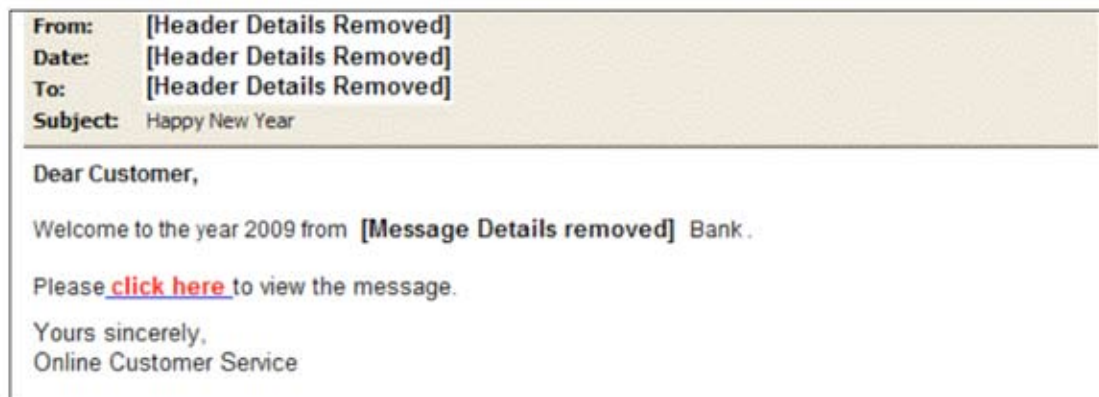 From: [Header Details Removed]
Date: [Header Details Removed]
To: [Header Details Removed]
Subject: Happy New Year
Dear Customer,
Welcome to the year 2009 from [Message Details removed] Bank.
Please click here to view the message.
Yours sincerely,
Online Customer Service